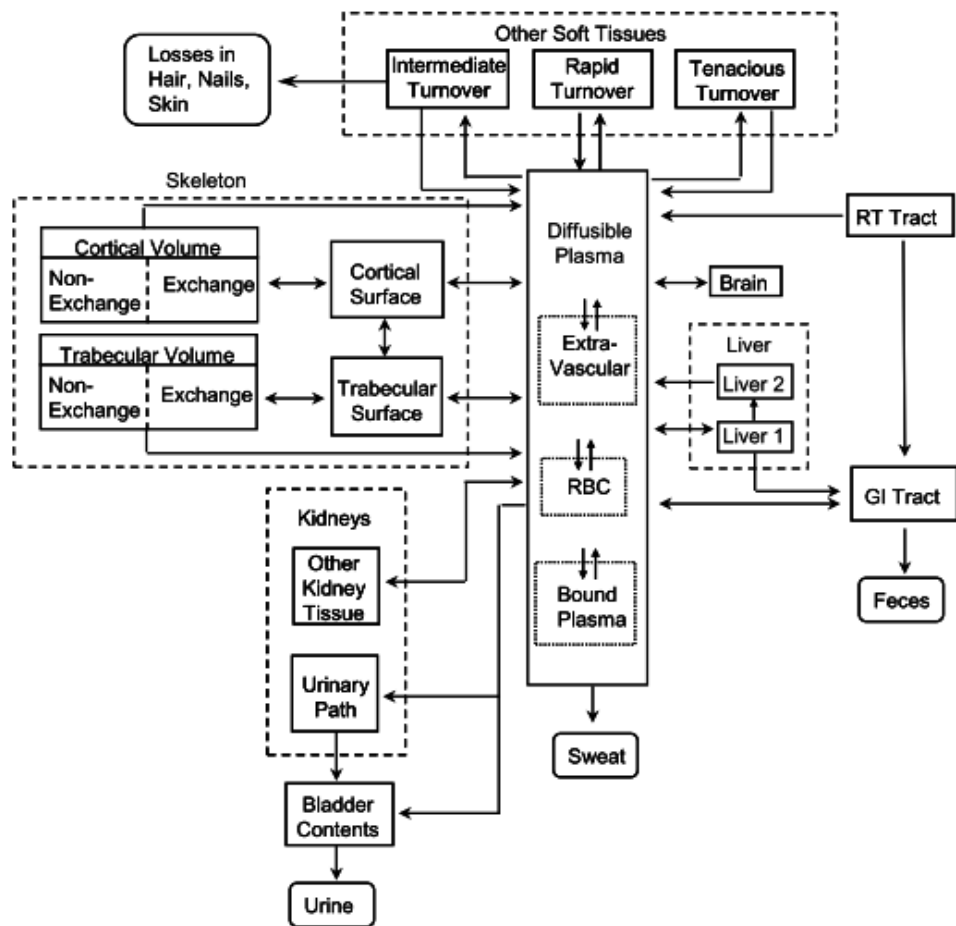 Other Soft Tissues
Losses in
Hair, Nails,
Skin
Intermediate
Turnover
Rapid
Turnover
Tenacious
Turnover
Skeleton
Cortical Volume
Non-
Exchange
Exchange
Cortical
Surface
Trabecular Volume
Non-
Exchange
Exchange
Trabecular
Surface
Diffusible
Plasma
Extra-
Vascular
RBC
Bound
Plasma
RT Tract
Brain
Liver
Liver 2
Liver 1
GI Tract
Feces
Kidneys
Other
Kidney
Tissue
Urinary
Path
Sweat
Bladder
Contents
Urine